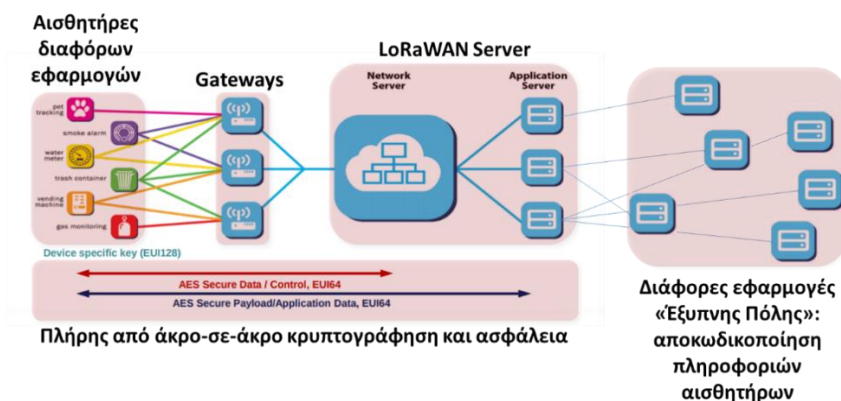 Αισθητήρες
διαφόρων
εφαρμογών
Gateways
LoRaWAN Server
Network
Server
Application
Server
pet
tracking
smoke alarm
water
meter
trash container
vending
machine
gas monitoring
Device specific key (EUI128)
AES Secure Data / Control, EUI64
AES Secure Payload/Application Data, EUI64
Πλήρης από άκρο-σε-άκρο κρυπτογράφηση και ασφάλεια
Διάφορες εφαρμογές
«Έξυπνης Πόλης»:
αποκωδικοποίηση
πληροφοριών
αισθητήρων